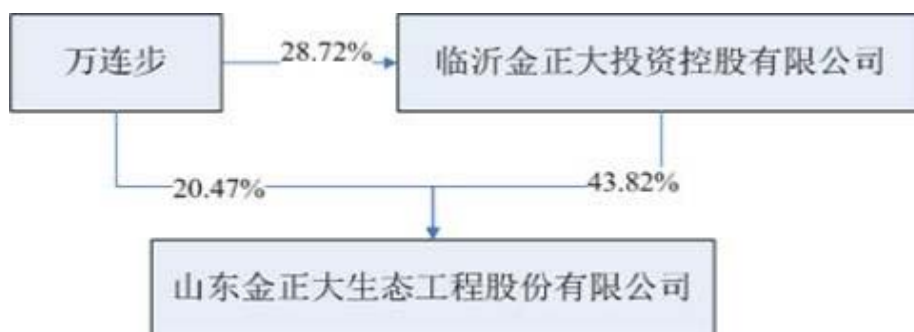 万连步
28.72%
临沂金正大投资控股有限公司
20.47%
43.82%
山东金正大生态工程股份有限公司